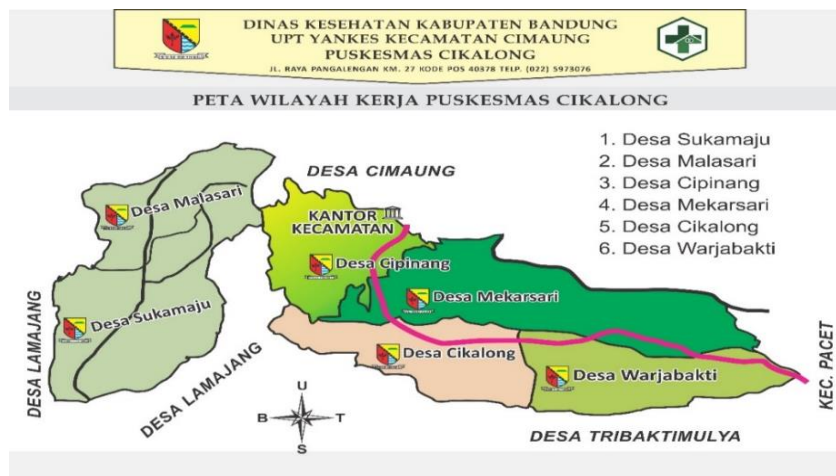 DINAS KESEHATAN KABUPATEN BANDUNG
UPT YANKES KECAMATAN CIMAUNG
PUSKESMAS CIKALONG
JL. RAYA PANGALENGAN KM. 27 KODE POS 40378 TELP. (022) 5973076
PETA WILAYAH KERJA PUSKESMAS CIKALONG
1. Desa Sukamaju
2. Desa Malasari
3. Desa Cipinang
4. Desa Mekarsari
5. Desa Cikalong
6. Desa Warjabakti
DESA CIMAUNG
Desa Malasari
KANTOR
KECAMATAN
Desa Cipinang
Desa Mekarsari
Desa Sukamaju
DESA LAMAJANG
DESA LAMAJANG
Desa Cikalong
Desa Warjabakti
KEC. PACET
U
B
T
S
DESA TRIBAKTIMULYA